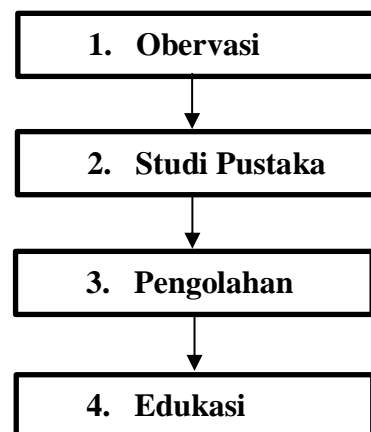 1. Obervasi
2. Studi Pustaka
3. Pengolahan
4. Edukasi